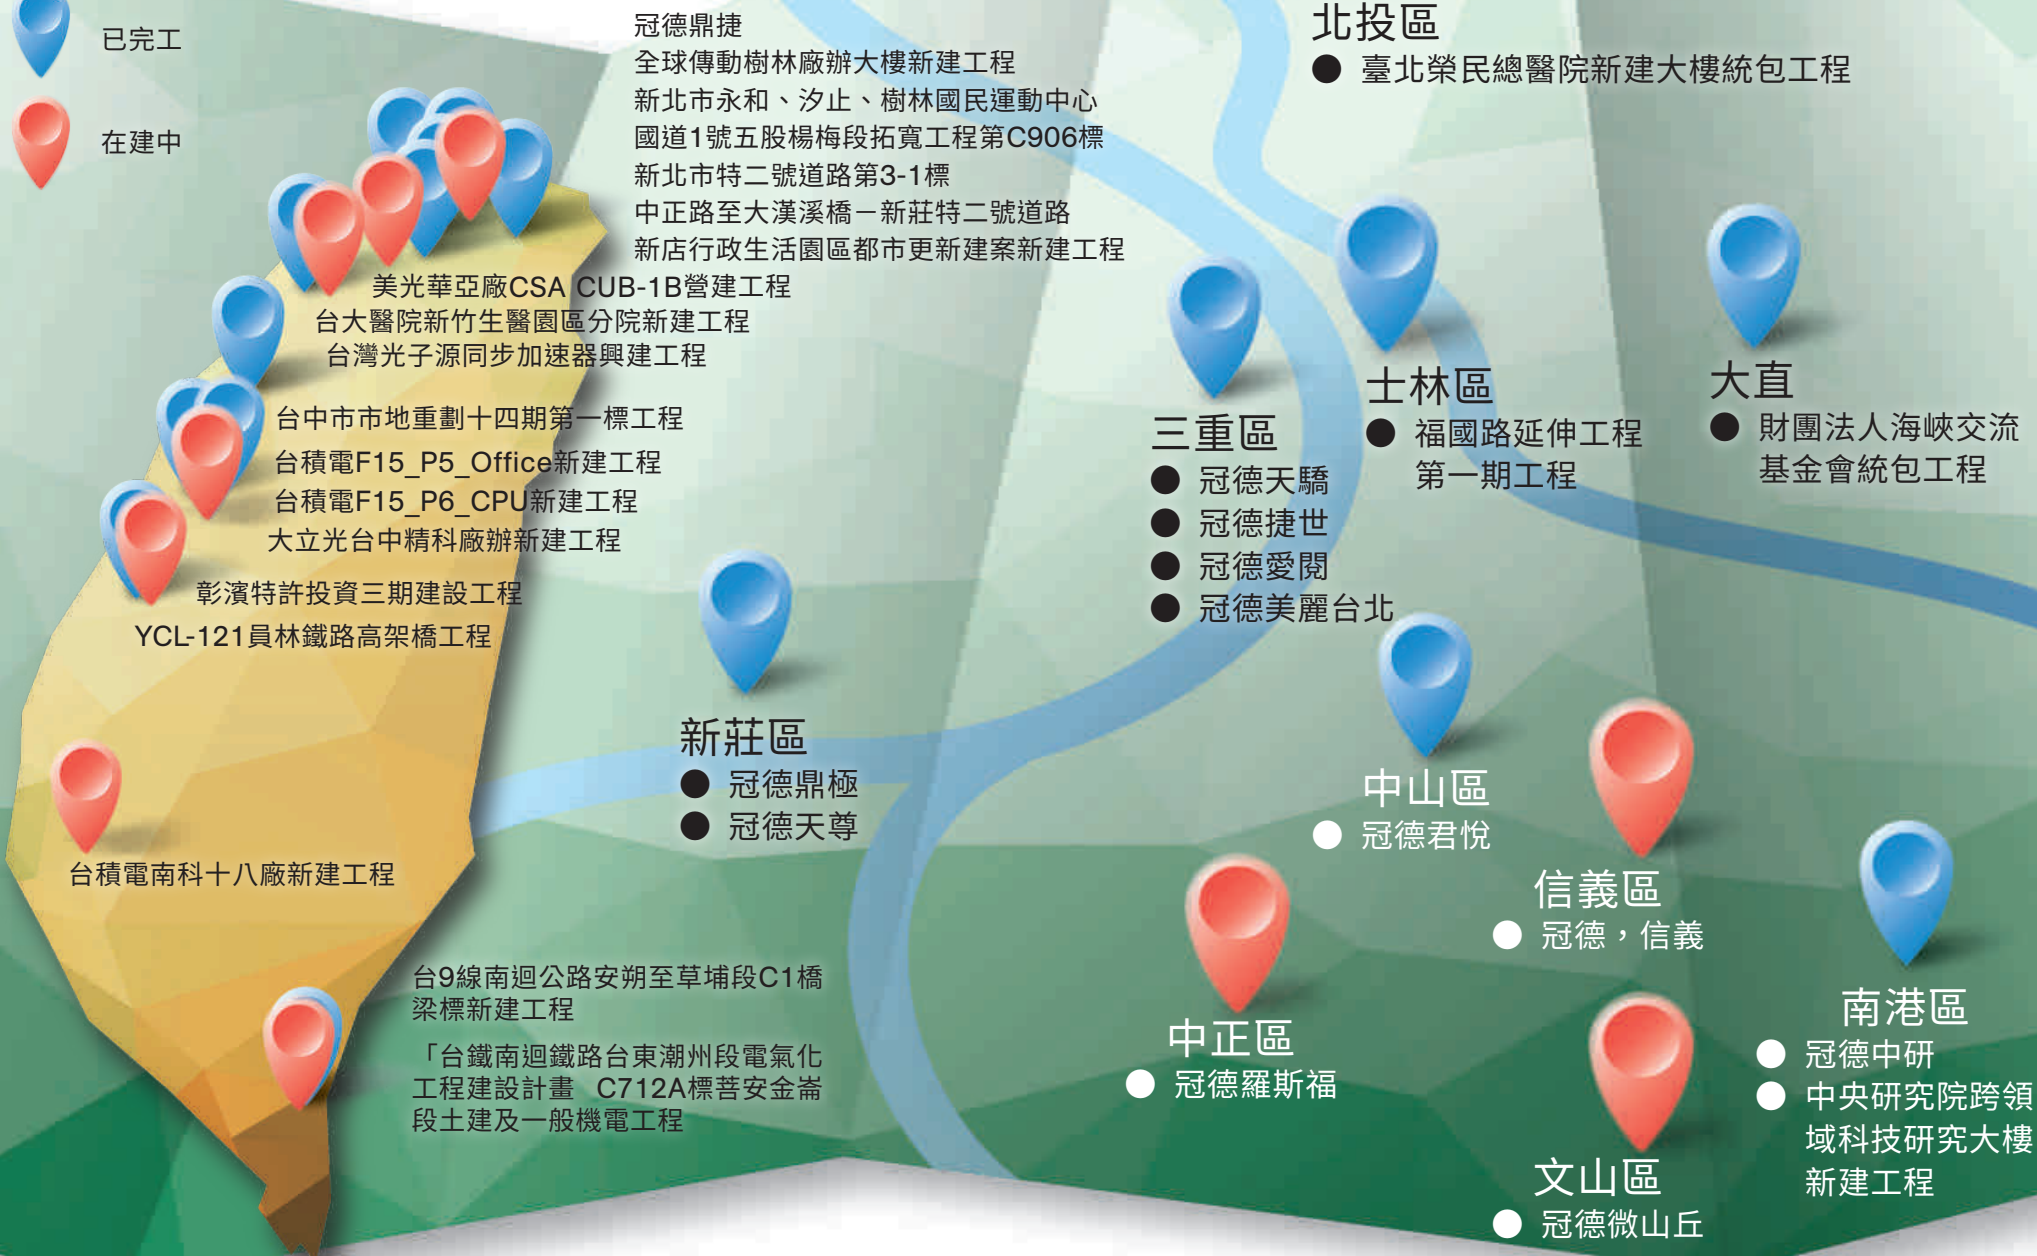 已完工
在建中
冠德鼎捷
全球傳動樹林廠辦大樓新建工程
新北市永和、汐止、樹林國民運動中心
國道1號五股楊梅段拓寬工程第C906標
新北市特二號道路第3-1標
中正路至大漢溪橋－新莊特二號道路
新店行政生活園區都市更新建案新建工程
美光華亞廠CSA CUB-1B營建工程
台大醫院新竹生醫園區分院新建工程
台灣光子源同步加速器興建工程
台中市市地重劃十四期第一標工程
台積電F15_P5_Office新建工程
台積電F15_P6_CPU新建工程
大立光台中精科廠辦新建工程
彰濱特許投資三期建設工程
YCL-121員林鐵路高架橋工程
台積電南科十八廠新建工程
台9線南迴公路安朔至草埔段C1橋
梁標新建工程
「台鐵南迴鐵路台東潮州段電氣化
工程建設計畫 C712A標菩安金崙
段土建及一般機電工程
北投區
● 臺北榮民總醫院新建大樓統包工程
三重區
● 冠德天驕
● 冠德捷世
● 冠德愛閱
● 冠德美麗台北
士林區
● 福國路延伸工程
第一期工程
大直
● 財團法人海峽交流
基金會統包工程
新莊區
● 冠德鼎極
● 冠德天尊
中山區
● 冠德君悅
信義區
● 冠德，信義
中正區
● 冠德羅斯福
南港區
● 冠德中研
● 中央研究院跨領
域科技研究大樓
新建工程
文山區
● 冠德微山丘